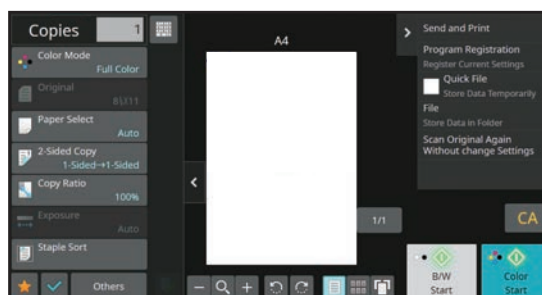 Copies 1
Color Mode
Full Color
Original
8½x11
Paper Select
Auto
2-Sided Copy
1-Sided→1-Sided
Copy Ratio
100%
Exposure
Auto
Staple Sort
Others
A4
1/1
Send and Print
Program Registration
Register Current Settings
Quick File
Store Data Temporarily
File
Store Data in Folder
Scan Original Again
Without change Settings
CA
B/W
Start
Color
Start